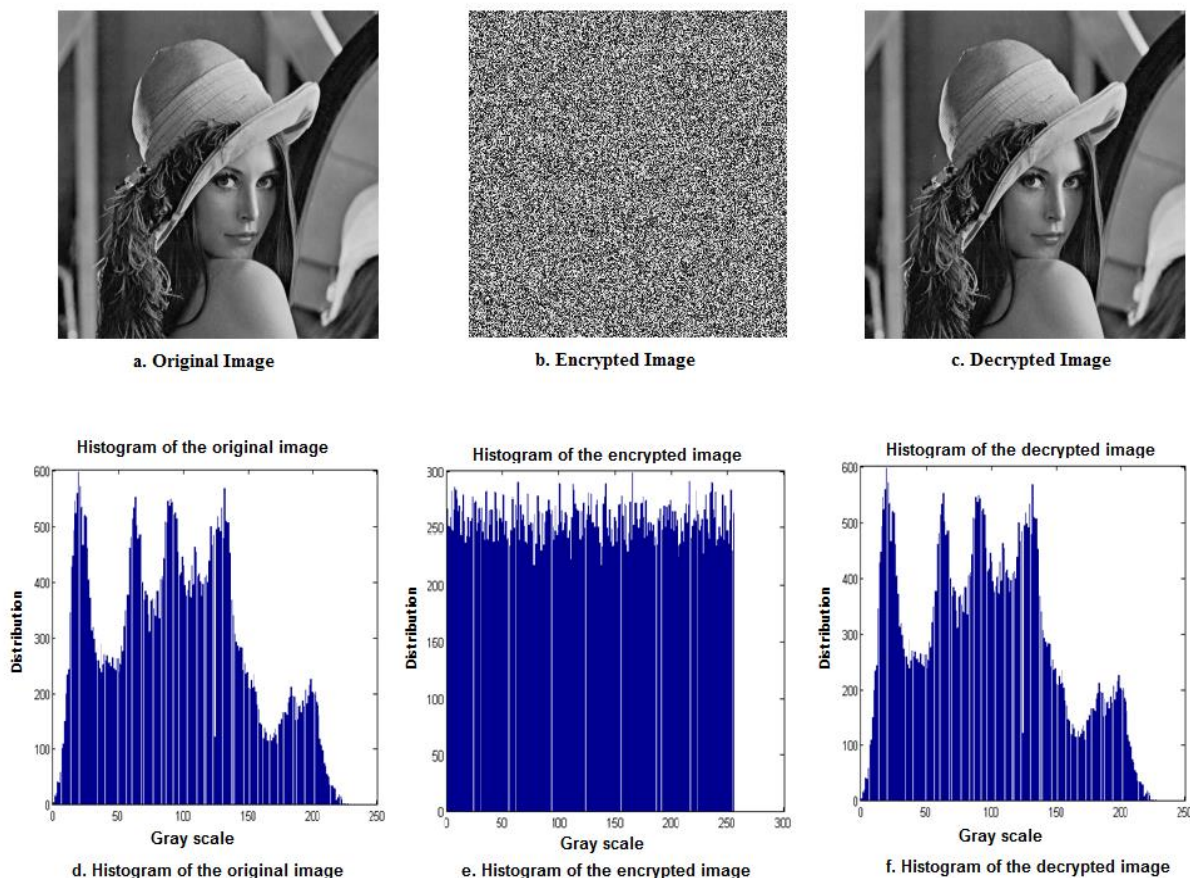 a. Original Image
b. Encrypted Image
c. Decrypted Image
Histogram of the original image
600
500
400
300
200
100
0
Distribution
0 50 100 150 200 250
Gray scale
d. Histogram of the original image
Histogram of the encrypted image
300
250
200
150
100
50
0
0 50 100 150 200 250 300
Gray scale
e. Histogram of the encrypted image
Histogram of the decrypted image
600
500
400
300
200
100
0
Distribution
0 50 100 150 200 250
Gray scale
f. Histogram of the decrypted image